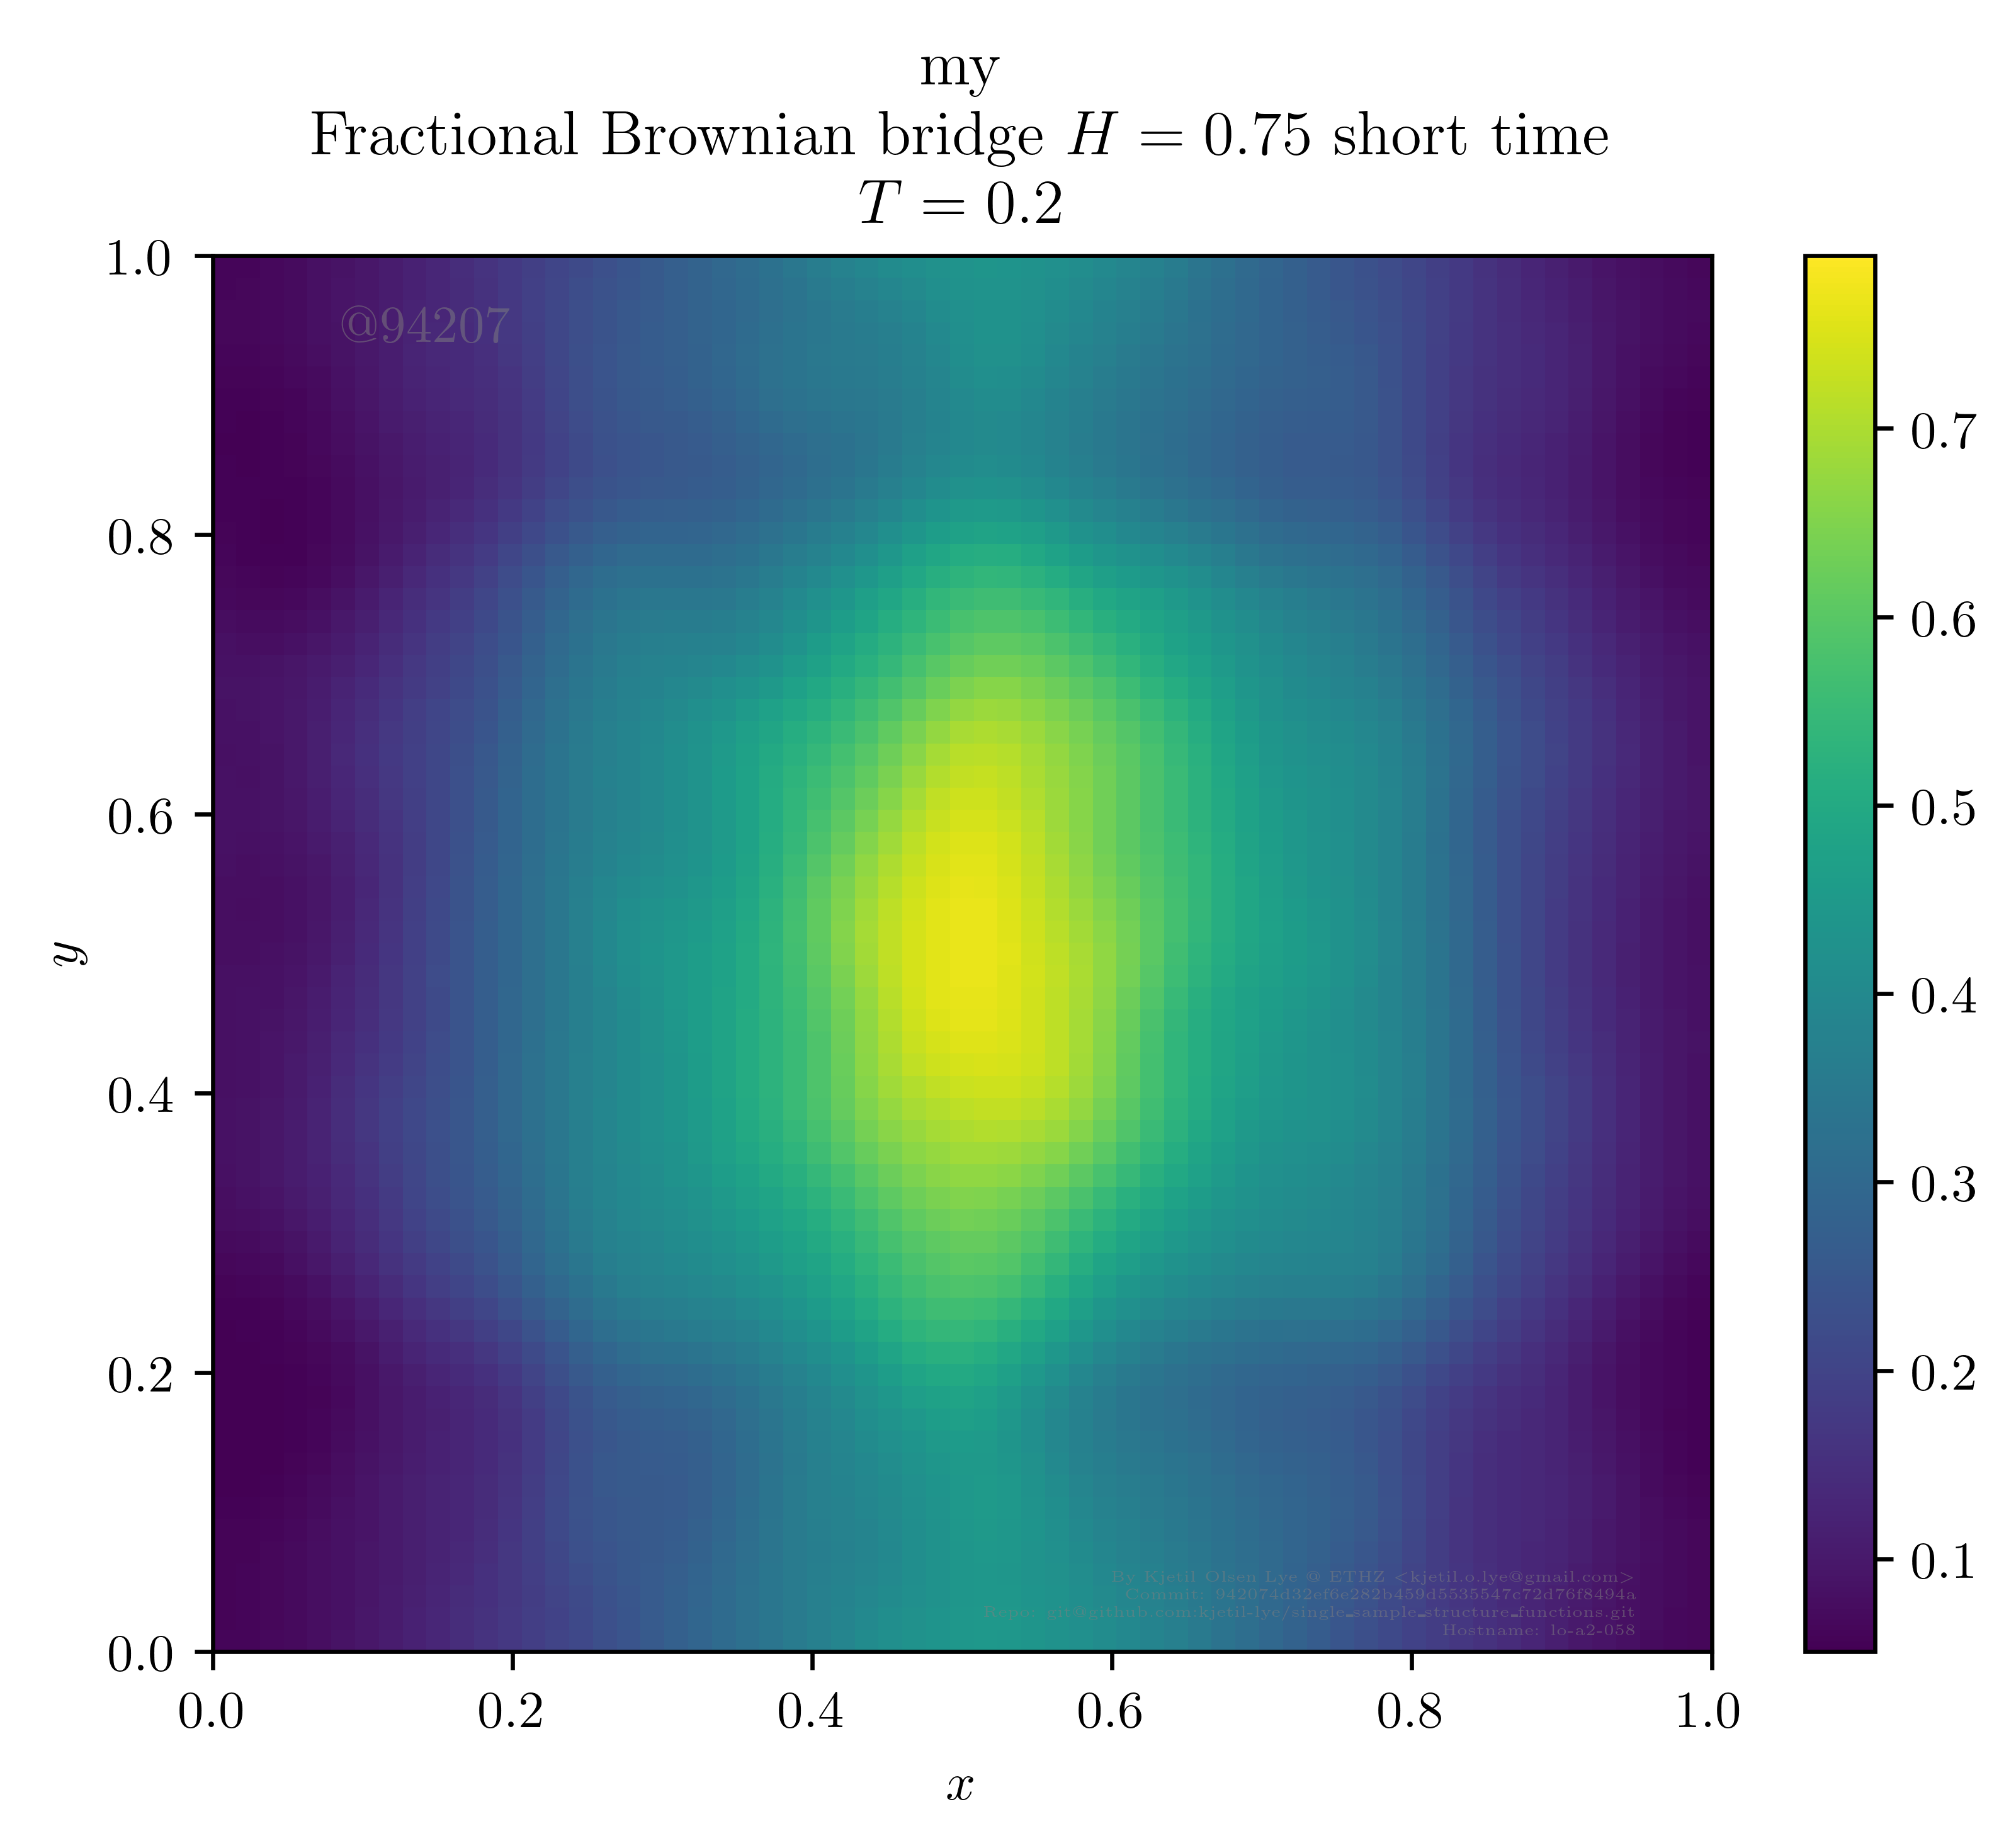 my
Fractional Brownian bridge H = 0.75 short time
T = 0.2
1.0
@94207
0.8
0.6
0.4
0.2
0.0
y
0.0 0.2 0.4 0.6 0.8 1.0
x
0.7
0.6
0.5
0.4
0.3
0.2
0.1
By Kjetil Olsen Lye @ ETHZ <kjetil.o.lye@gmail.com>
Commit: 942074d32ef6e282b459d5535547c72d76f8494a
Repo: git@github.com:kjetil-lye/single_sample_structure_functions.git
Hostname: lo-a2-058